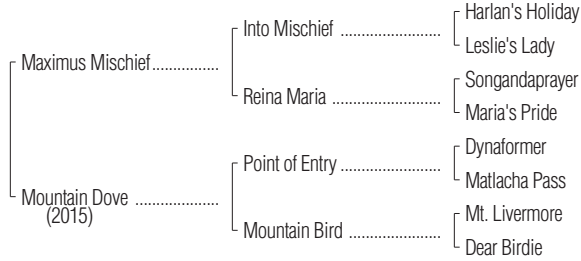 Harlan's Holiday
Into Mischief ....................
Leslie's Lady
Maximus Mischief...............
Songandaprayer
Reina Maria ......................
Maria's Pride
Dynaformer
Point of Entry ....................
Matlacha Pass
Mountain Dove ..................
(2015)
Mt. Livermore
Mountain Bird ...................
Dear Birdie